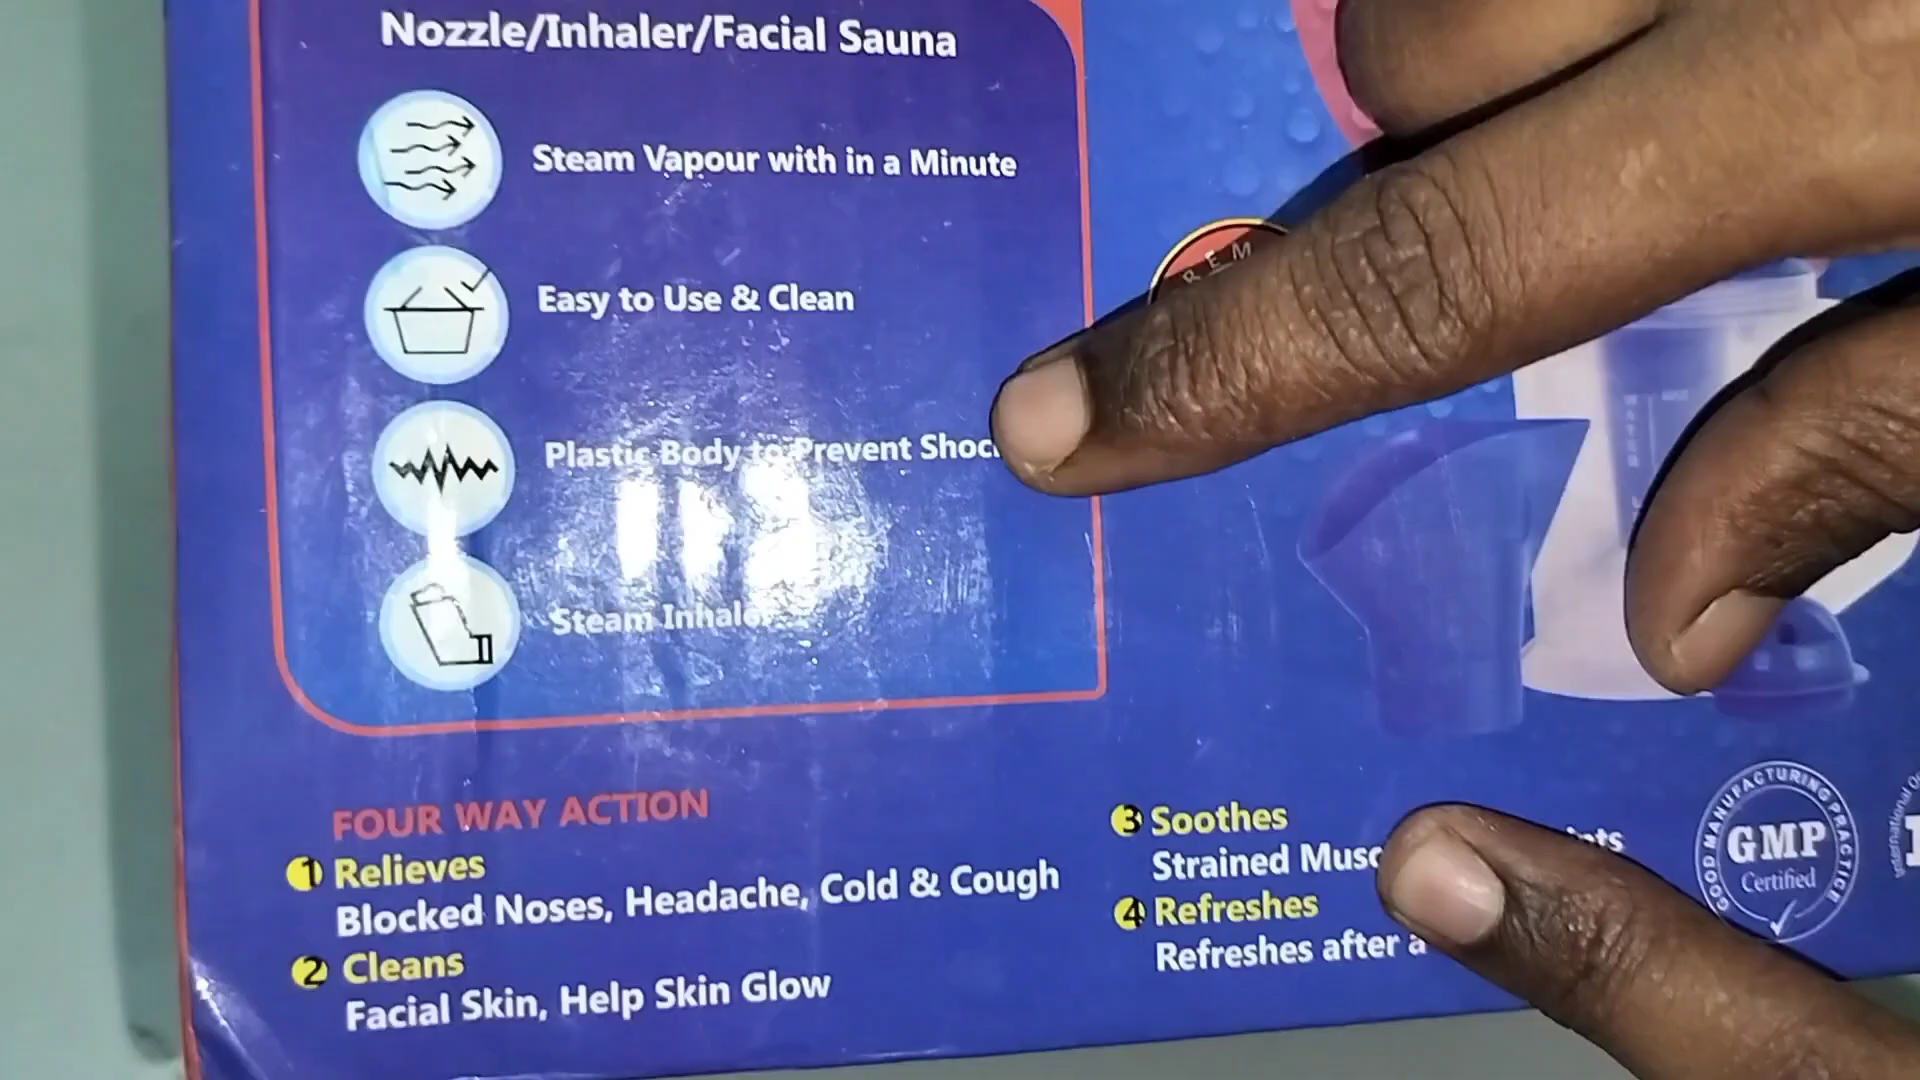 Nozzle/Inhaler/Facial Sauna
Steam Vapour with in a Minute
Easy to Use & Clean
Plastic Body to Prevent
Steam Inhaler
FOUR WAY ACTION
1 Relieves
Blocked Noses, Headache, Cold & Cough
2 Cleans
Facial Skin, Help Skin Glow
3 Soothes
Strained
4 Refreshes
Refreshes after a
GOOD MANUFACTURING PRACTICE
GMP
Certified
International